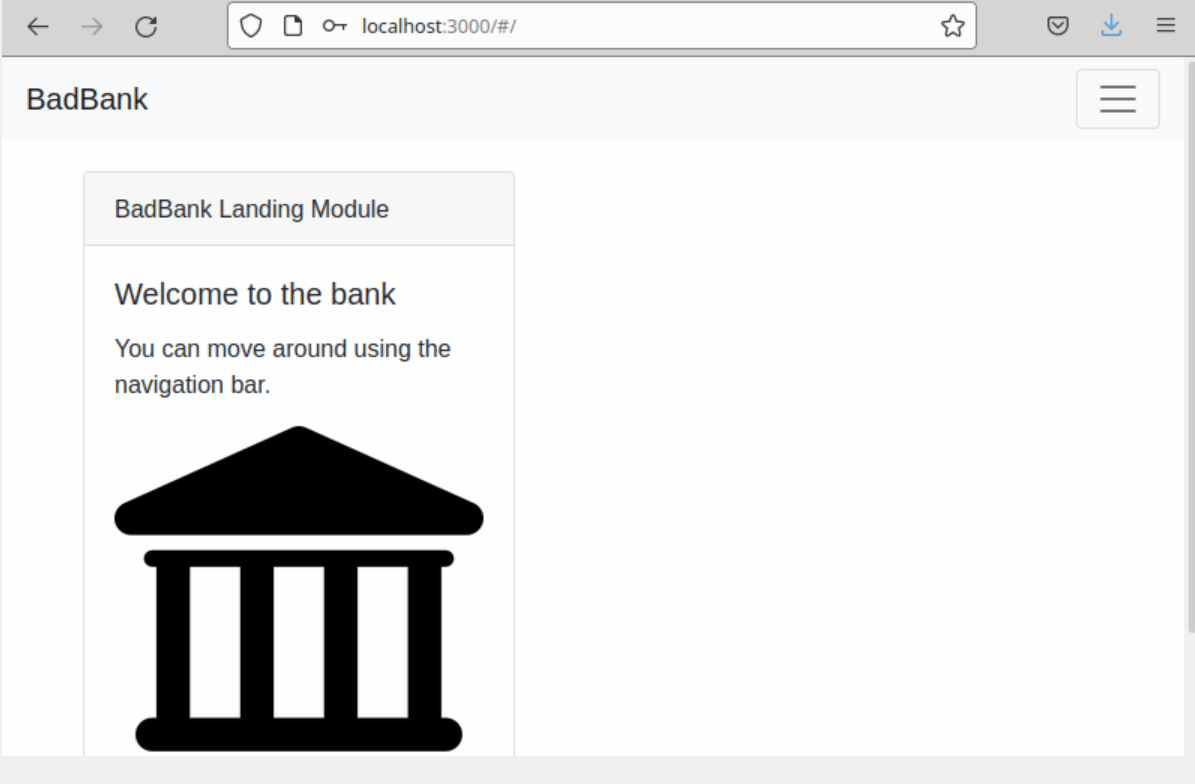 localhost:3000/#/
BadBank
BadBank Landing Module
Welcome to the bank
You can move around using the
navigation bar.